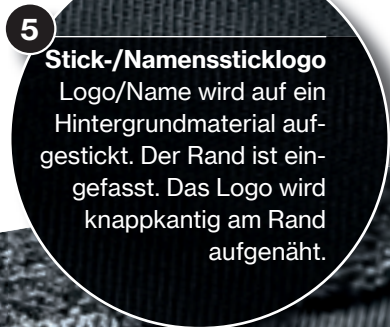 5
Stick-/Namenssticklogo
Logo/Name wird auf ein
Hintergrundmaterial auf-
gestickt. Der Rand ist ein-
gefasst. Das Logo wird
knappkantig am Rand
aufgenäht.